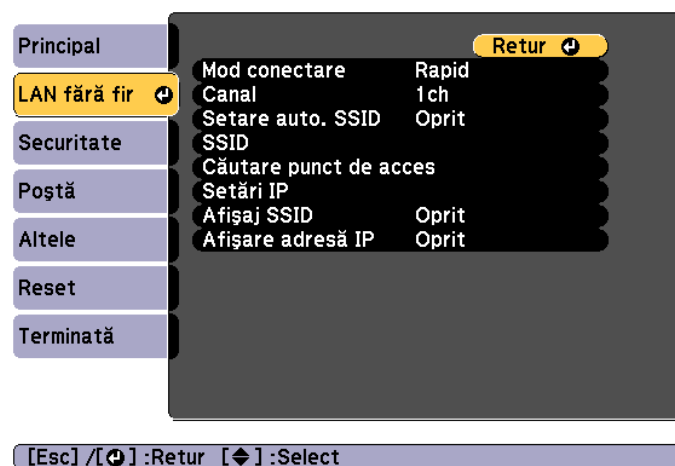 Principal
LAN fără fir
Securitate
Poştă
Altele
Reset
Terminată
Retur
Mod conectare Rapid
Canal 1ch
Setare auto. SSID Oprit
SSID
Căutare punct de acces
Setări IP
Afişaj SSID Oprit
Afişare adresă IP Oprit
[Esc] /[⏎] :Retur [◆] :Select